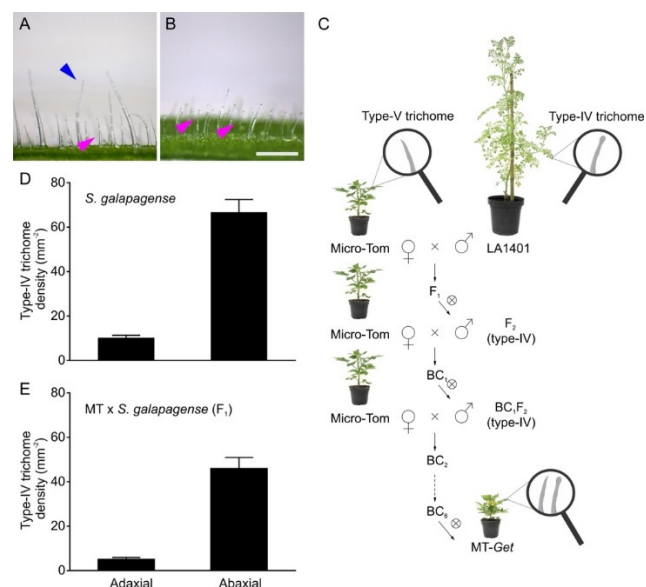 A
B
C
Type-V trichome
Type-IV trichome
Micro-Tom ♀ × ♂ LA1401
F₁ ⊗
Micro-Tom ♀ × ♂ F₂
(type-IV)
BC₁ ⊗
Micro-Tom ♀ × ♂ BC₁F₂
(type-IV)
BC₂
BC₆ ⊗
MT-Get
D
S. galapagense
Type-IV trichome
density (mm⁻²)
80
60
40
20
0
E
MT x S. galapagense (F₁)
Type-IV trichome
density (mm⁻²)
80
60
40
20
0
Adaxial
Abaxial